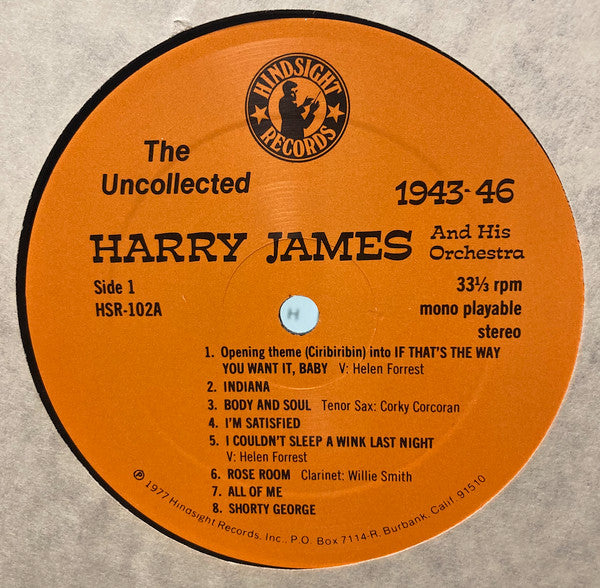 HINDSIGHT
RECORDS
The
Uncollected
1943-46
HARRY JAMES And His
Orchestra
Side 1
HSR-102A
33⅓ rpm
mono playable
stereo
H
1. Opening theme (Ciribiribin) into IF THAT'S THE WAY
YOU WANT IT, BABY V: Helen Forrest
2. INDIANA
3. BODY AND SOUL Tenor Sax: Corky Corcoran
4. I'M SATISFIED
5. I COULDN'T SLEEP A WINK LAST NIGHT
V: Helen Forrest
6. ROSE ROOM Clarinet: Willie Smith
7. ALL OF ME
8. SHORTY GEORGE
℗ 1977 Hindsight Records, Inc., P.O. Box 7114-R, Burbank, Calif. 91510